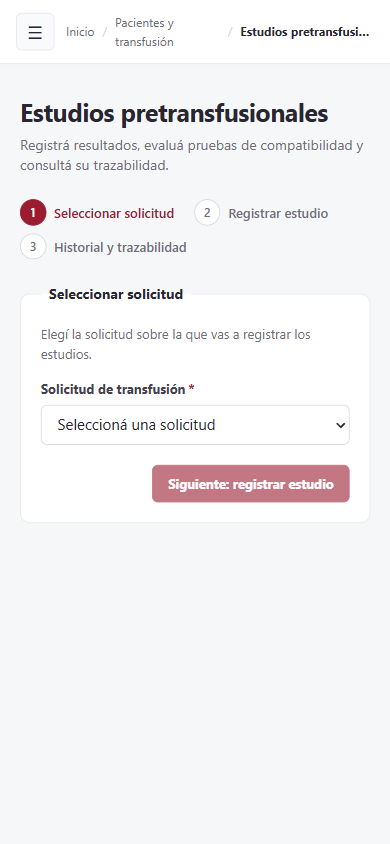 ☰ Inicio / Pacientes y transfusión / Estudios pretransfusi...
Estudios pretransfusionales
Registrá resultados, evaluá pruebas de compatibilidad y
consultá su trazabilidad.
1 Seleccionar solicitud 2 Registrar estudio
3 Historial y trazabilidad
Seleccionar solicitud
Elegí la solicitud sobre la que vas a registrar los
estudios.
Solicitud de transfusión *
Seleccioná una solicitud
Siguiente: registrar estudio